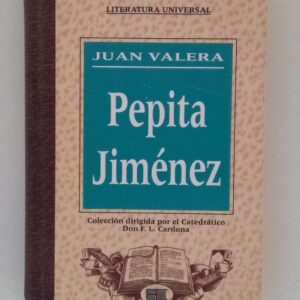 LITERATURA UNIVERSAL
JUAN VALERA
Pepita
Jiménez
Colección dirigida por el Catedrático
Don F. L. Cardona